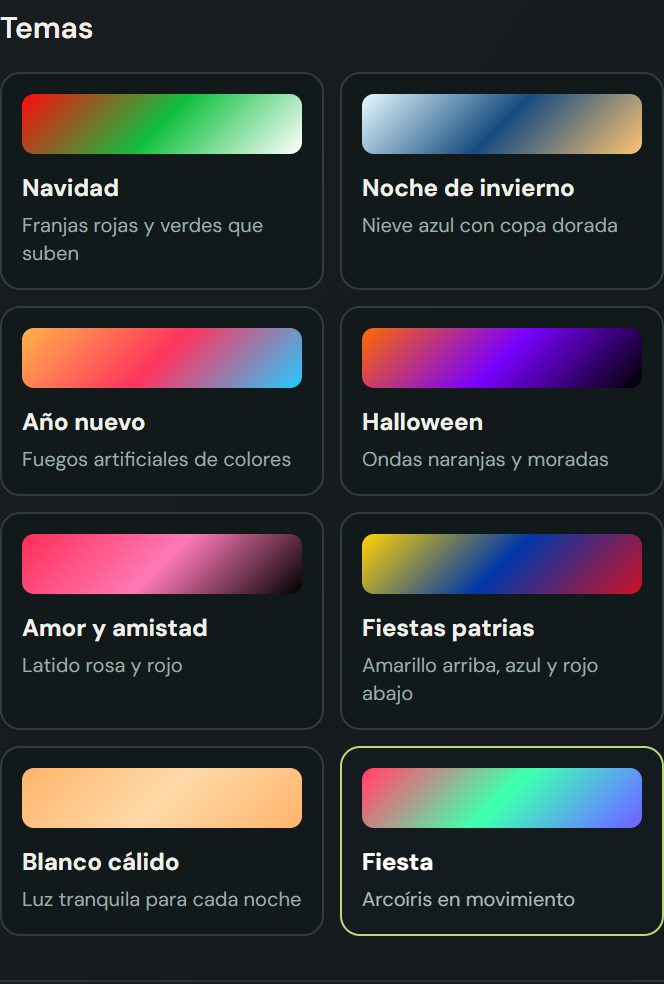 Temas
Navidad
Franjas rojas y verdes que
suben
Noche de invierno
Nieve azul con copa dorada
Año nuevo
Fuegos artificiales de colores
Halloween
Ondas naranjas y moradas
Amor y amistad
Latido rosa y rojo
Fiestas patrias
Amarillo arriba, azul y rojo
abajo
Blanco cálido
Luz tranquila para cada noche
Fiesta
Arcoíris en movimiento